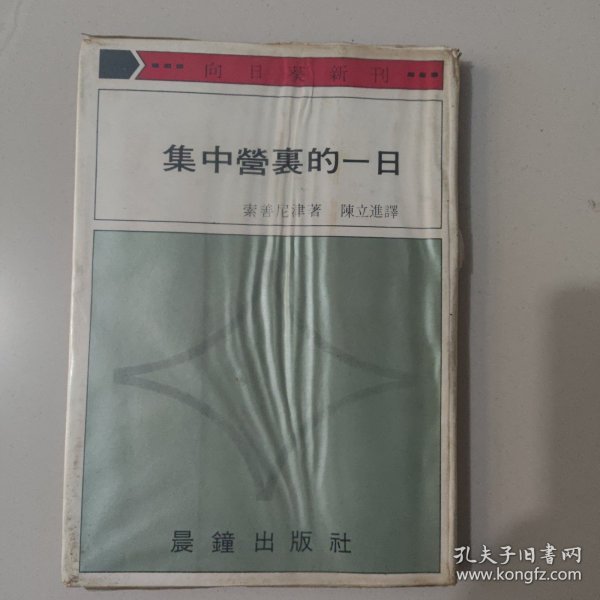 向日葵新刊
集中營裏的一日
索善尼津著 陳立進譯
晨鐘出版社
孔夫子旧书网
www.kongfz.com